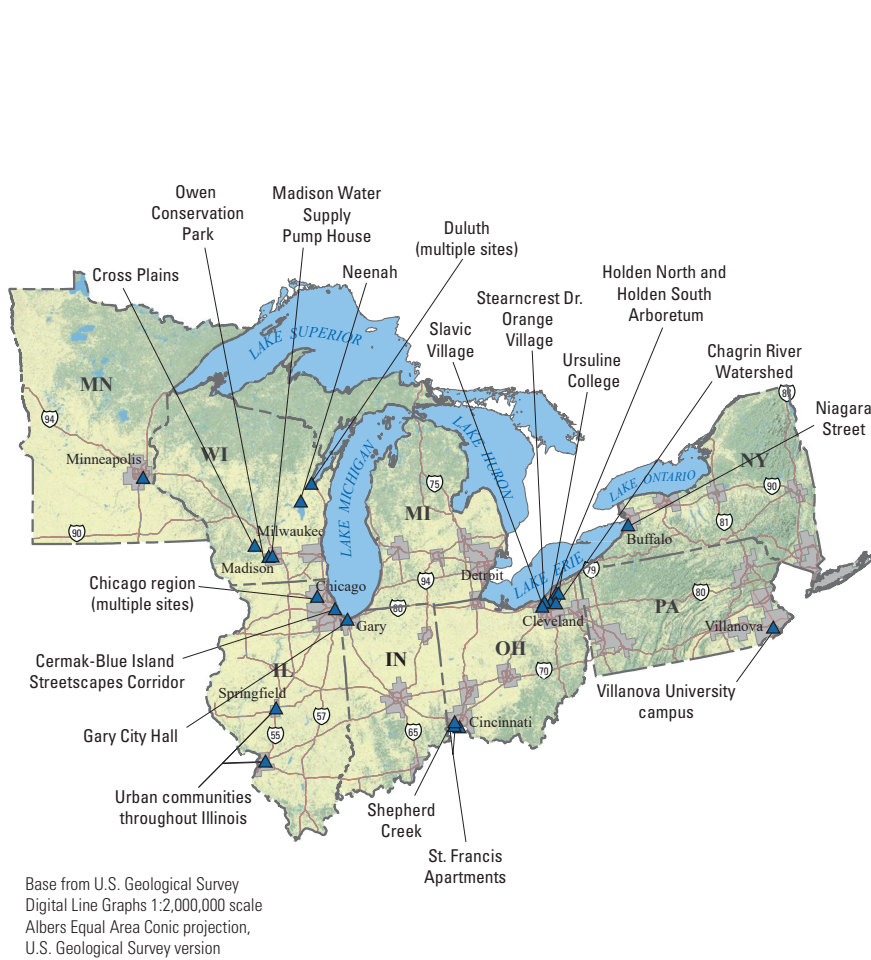 Owen
Conservation
Park
Madison Water
Supply
Pump House
Duluth
(multiple sites)
Cross Plains
Neenah
Holden North and
Holden South
Arboretum
Stearncrest Dr.
Orange
Village
Slavic
Village
Ursuline
College
Chagrin River
Watershed
Niagara
Street
LAKE SUPERIOR
MN
94
Minneapolis
WI
LAKE MICHIGAN
LAKE HURON
75
MI
LAKE ONTARIO
NY
87
90
81
90
Milwaukee
Madison
Buffalo
LAKE ERIE
79
Detroit
94
80
PA
80
Chicago region
(multiple sites)
Chicago
Gary
Cleveland
Villanova
Cermak-Blue Island
Streetscapes Corridor
IL
IN
OH
70
Springfield
Villanova University
campus
Gary City Hall
57
55
65
Cincinnati
Urban communities
throughout Illinois
Shepherd
Creek
St. Francis
Apartments
Base from U.S. Geological Survey
Digital Line Graphs 1:2,000,000 scale
Albers Equal Area Conic projection,
U.S. Geological Survey version